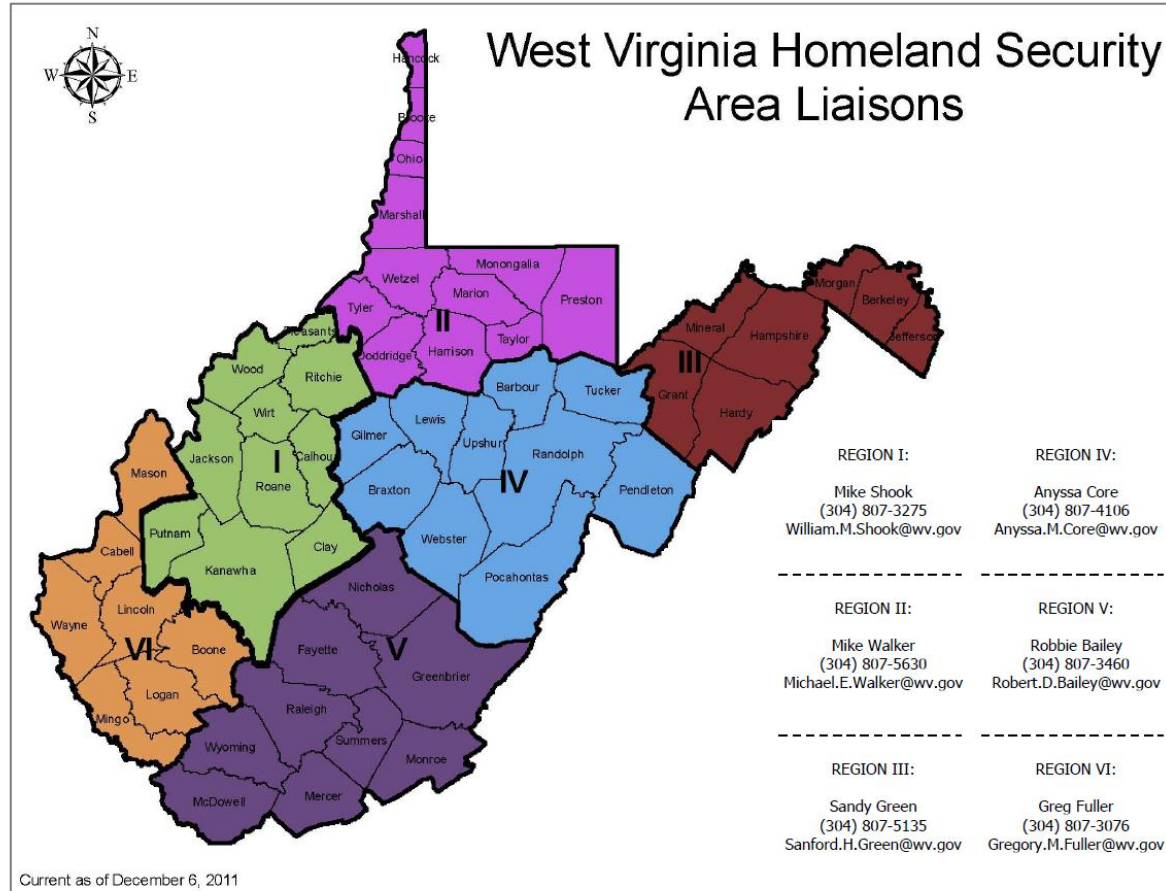 N
W E
S
West Virginia Homeland Security
Area Liaisons
Hancock
Brooke
Ohio
Marshall
Wetzel
Monongalia
Marion
Preston
Tyler
II
Doddridge
Harrison
Taylor
Morgan
Berkeley
Jefferson
Mineral
Hampshire
III
Grant
Hardy
Pleasants
Wood
Ritchie
Wirt
Jackson
I
Calhou
Roane
Putnam
Kanawha
Clay
Barbour
Tucker
Lewis
Gilmer
Upshur
Randolph
IV
Braxton
Pendleton
Webster
Pocahontas
Mason
Cabell
Lincoln
Wayne
VI
Boone
Logan
Mingo
Nicholas
V
Fayette
Greenbrier
Raleigh
Summers
Wyoming
Monroe
McDowell
Mercer
REGION I:
Mike Shook
(304) 807-3275
William.M.Shook@wv.gov
REGION IV:
Anyssa Core
(304) 807-4106
Anyssa.M.Core@wv.gov
REGION II:
Mike Walker
(304) 807-5630
Michael.E.Walker@wv.gov
REGION V:
Robbie Bailey
(304) 807-3460
Robert.D.Bailey@wv.gov
REGION III:
Sandy Green
(304) 807-5135
Sanford.H.Green@wv.gov
REGION VI:
Greg Fuller
(304) 807-3076
Gregory.M.Fuller@wv.gov
Current as of December 6, 2011